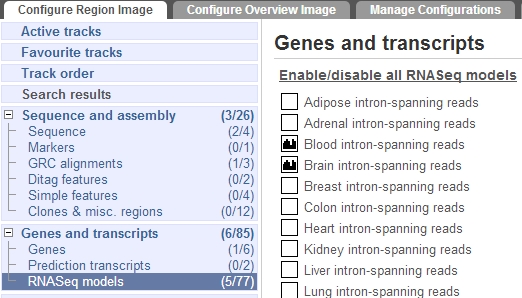 Configure Region Image
Configure Overview Image
Manage Configurations
Active tracks
Favourite tracks
Track order
Search results
Sequence and assembly (3/26)
Sequence (2/4)
Markers (0/1)
GRC alignments (1/3)
Ditag features (0/2)
Simple features (0/4)
Clones & misc. regions (0/12)
Genes and transcripts (6/85)
Genes (1/6)
Prediction transcripts (0/2)
RNASeq models (5/77)
Genes and transcripts
Enable/disable all RNASeq models
Adipose intron-spanning reads
Adrenal intron-spanning reads
Blood intron-spanning reads
Brain intron-spanning reads
Breast intron-spanning reads
Colon intron-spanning reads
Heart intron-spanning reads
Kidney intron-spanning reads
Liver intron-spanning reads
Lung intron-spanning reads